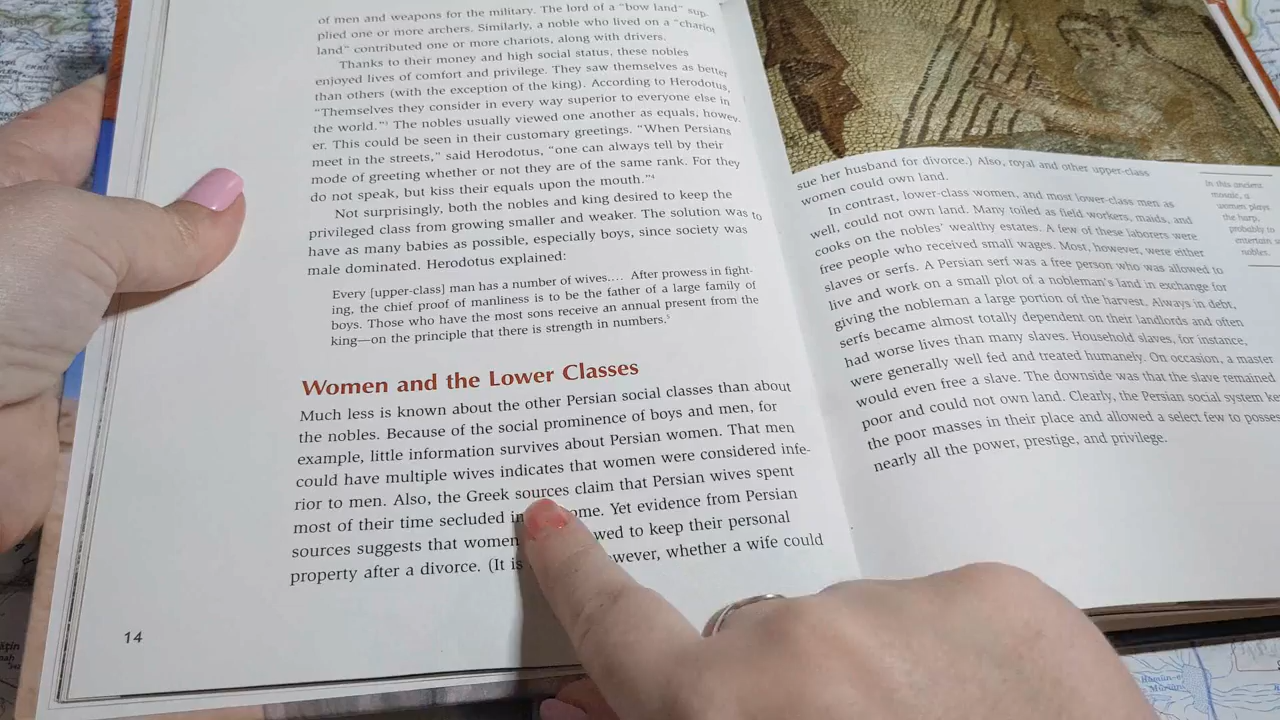 of men and weapons for the military. The lord of a "bow land" sup-
plied one or more archers. Similarly, a noble who lived on a "chariot
land" contributed one or more chariots, along with drivers.
Thanks to their money and high social status, these nobles
enjoyed lives of comfort and privilege. They saw themselves as better
than others (with the exception of the king). According to Herodotus,
"Themselves they consider in every way superior to everyone else in
the world."³ The nobles usually viewed one another as equals, howev-
er. This could be seen in their customary greetings. "When Persians
meet in the streets," said Herodotus, "one can always tell by their
mode of greeting whether or not they are of the same rank. For they
do not speak, but kiss their equals upon the mouth."⁴
Not surprisingly, both the nobles and king desired to keep the
privileged class from growing smaller and weaker. The solution was to
have as many babies as possible, especially boys, since society was
male dominated. Herodotus explained:
Every [upper-class] man has a number of wives.... After prowess in fight-
ing, the chief proof of manliness is to be the father of a large family of
boys. Those who have the most sons receive an annual present from the
king—on the principle that there is strength in numbers.⁵
Women and the Lower Classes
Much less is known about the other Persian social classes than about
the nobles. Because of the social prominence of boys and men, for
example, little information survives about Persian women. That men
could have multiple wives indicates that women were considered infe-
rior to men. Also, the Greek sources claim that Persian wives spent
most of their time secluded in ome. Yet evidence from Persian
sources suggests that women wed to keep their personal
property after a divorce. (It is wever, whether a wife could
14
sue her husband for divorce.) Also, royal and other upper-class
women could own land.
In contrast, lower-class women, and most lower-class men as
well, could not own land. Many toiled as field workers, maids, and
cooks on the nobles' wealthy estates. A few of these laborers were
free people who received small wages. Most, however, were either
slaves or serfs. A Persian serf was a free person who was allowed to
live and work on a small plot of a nobleman's land in exchange for
giving the nobleman a large portion of the harvest. Always in debt,
serfs became almost totally dependent on their landlords and often
had worse lives than many slaves. Household slaves, for instance,
were generally well fed and treated humanely. On occasion, a master
would even free a slave. The downside was that the slave remained
poor and could not own land. Clearly, the Persian social system ke
the poor masses in their place and allowed a select few to posse
nearly all the power, prestige, and privilege.
In this ancient
mosaic, a
women plays
the harp,
probably to
entertain
nobles.